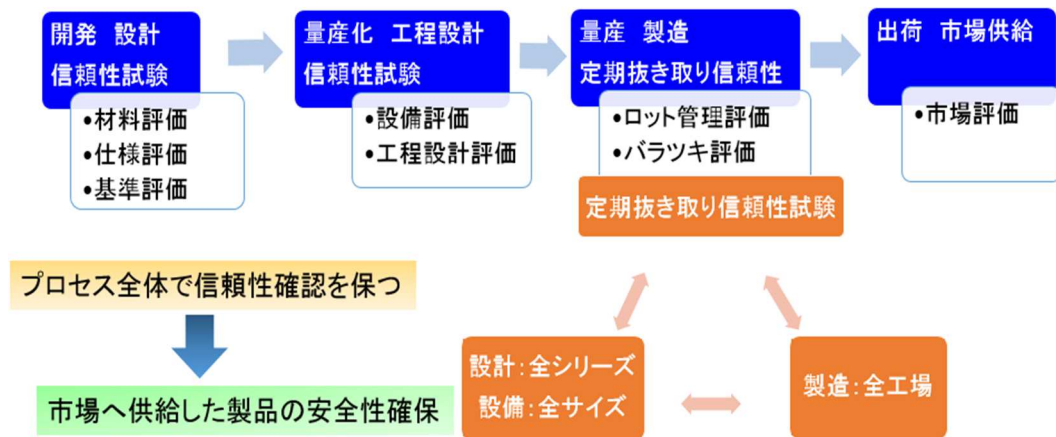 開発 設計
信頼性試験
•材料評価
•仕様評価
•基準評価
量産化 工程設計
信頼性試験
•設備評価
•工程設計評価
量産 製造
定期抜き取り信頼性
•ロット管理評価
•バラツキ評価
出荷 市場供給
•市場評価
定期抜き取り信頼性試験
プロセス全体で信頼性確認を保つ
市場へ供給した製品の安全性確保
設計：全シリーズ
設備：全サイズ
製造：全工場